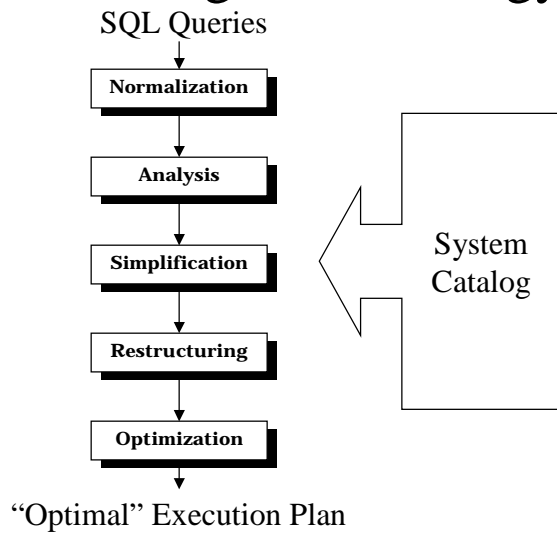 SQL Queries
Normalization
Analysis
Simplification
Restructuring
Optimization
“Optimal” Execution Plan
System
Catalog